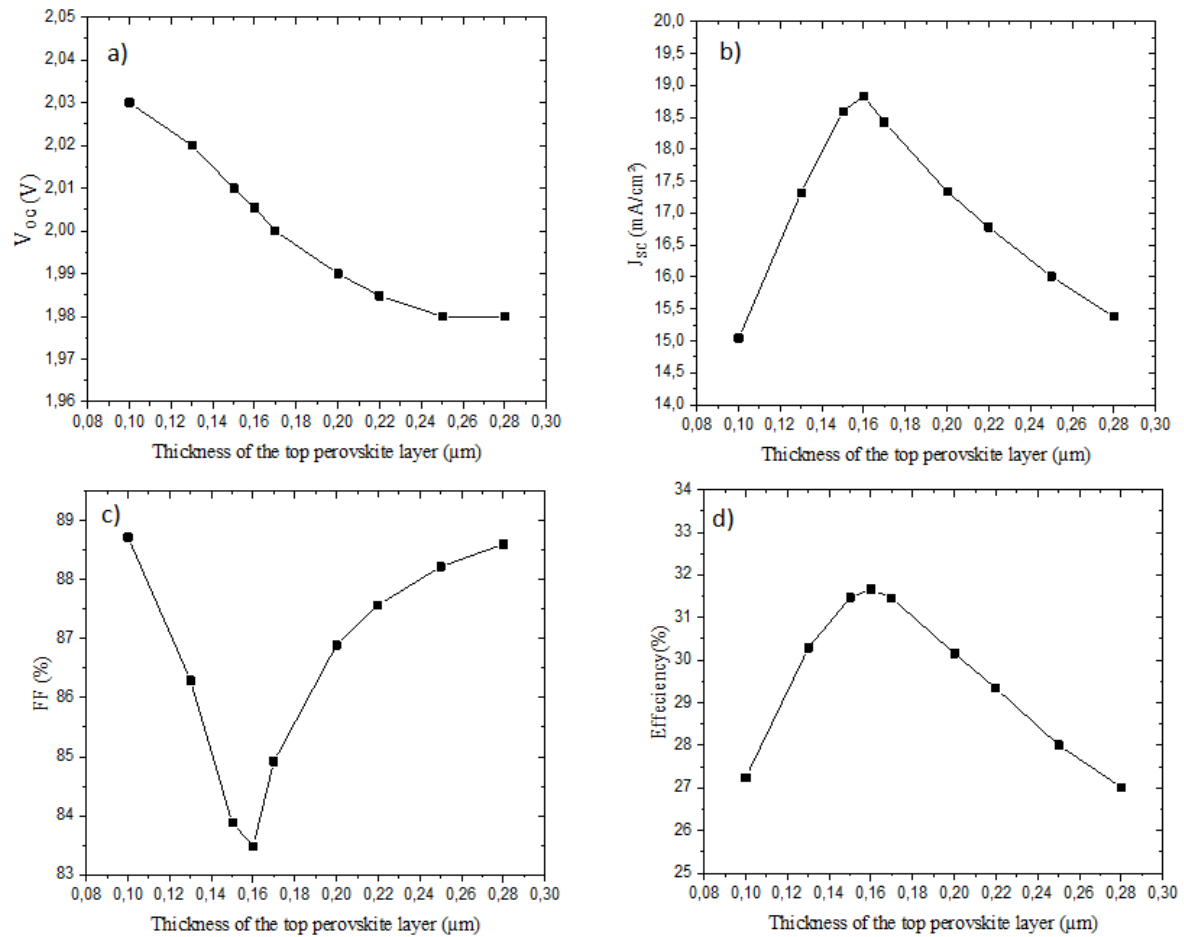 a)
2,05
2,04
2,03
2,02
2,01
2,00
1,99
1,98
1,97
1,96
V_OC (V)
0,08 0,10 0,12 0,14 0,16 0,18 0,20 0,22 0,24 0,26 0,28 0,30
Thickness of the top perovskite layer (µm)
b)
20,0
19,5
19,0
18,5
18,0
17,5
17,0
16,5
16,0
15,5
15,0
14,5
14,0
J_SC (mA/cm²)
0,08 0,10 0,12 0,14 0,16 0,18 0,20 0,22 0,24 0,26 0,28 0,30
Thickness of the top perovskite layer (µm)
c)
89
88
87
86
85
84
83
FF (%)
0,08 0,10 0,12 0,14 0,16 0,18 0,20 0,22 0,24 0,26 0,28 0,30
Thickness of the top perovskite layer (µm)
d)
34
33
32
31
30
29
28
27
26
25
Effeciency(%)
0,08 0,10 0,12 0,14 0,16 0,18 0,20 0,22 0,24 0,26 0,28 0,30
Thickness of the top perovskite layer (µm)